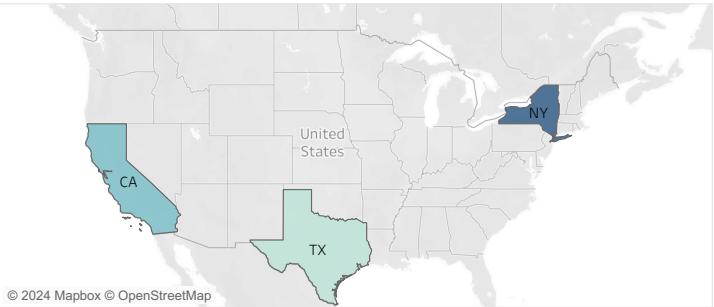 NY
United
States
CA
TX
© 2024 Mapbox © OpenStreetMap